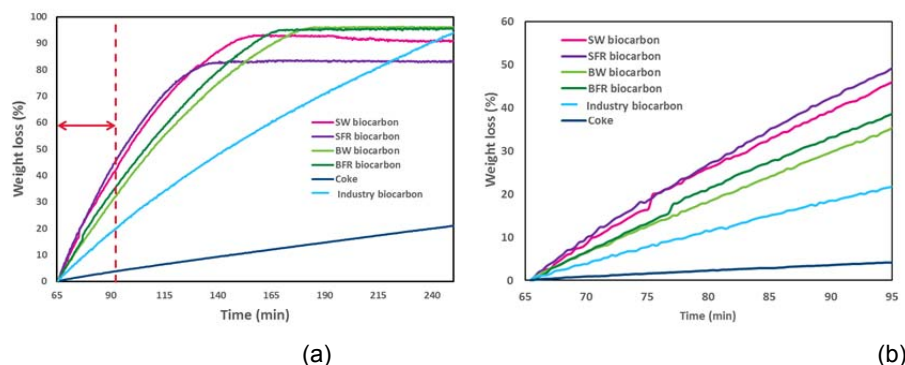 100
90
80
70
60
50
40
30
20
10
0
Weight loss (%)
SW biocarbon
SFR biocarbon
BW biocarbon
BFR biocarbon
Coke
Industry biocarbon
65 90 115 140 165 190 215 240
Time (min)
(a)
60
50
40
30
20
10
0
Weight loss (%)
SW biocarbon
SFR biocarbon
BW biocarbon
BFR biocarbon
Industry biocarbon
Coke
65 70 75 80 85 90 95
Time (min)
(b)